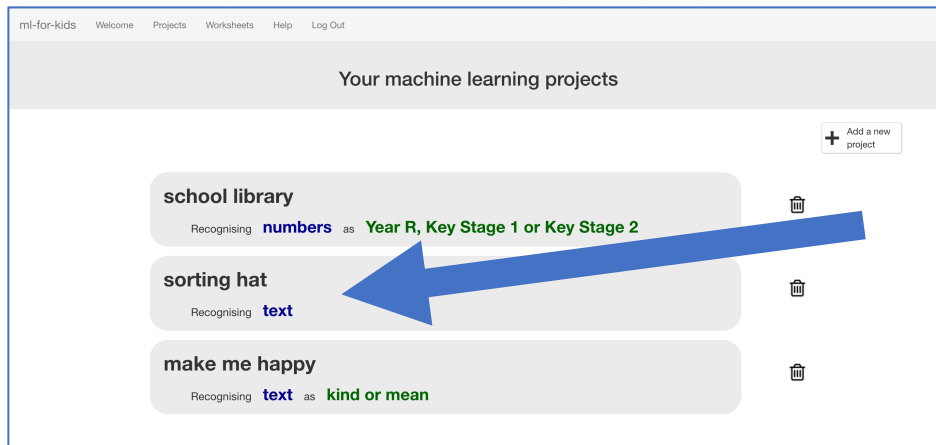 ml-for-kids Welcome Projects Worksheets Help Log Out
Your machine learning projects
Add a new
project
school library
Recognising numbers as Year R, Key Stage 1 or Key Stage 2
sorting hat
Recognising text
make me happy
Recognising text as kind or mean